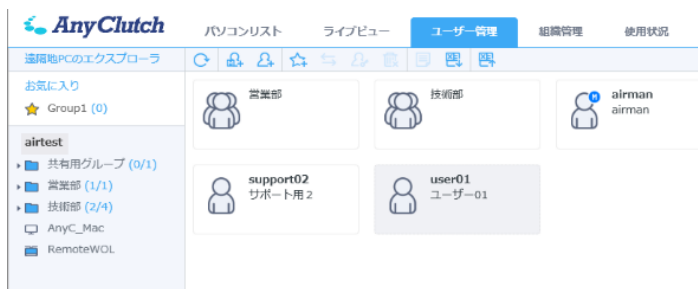 AnyClutch
パソコンリスト ライブビュー ユーザー管理 組織管理 使用状況
遠隔地PCのエクスプローラ
お気に入り
Group1 (0)
airtest
共有用グループ (0/1)
営業部 (1/1)
技術部 (2/4)
AnyC_Mac
RemoteWOL
営業部
技術部
M
airman
airman
support02
サポート用2
user01
ユーザー01